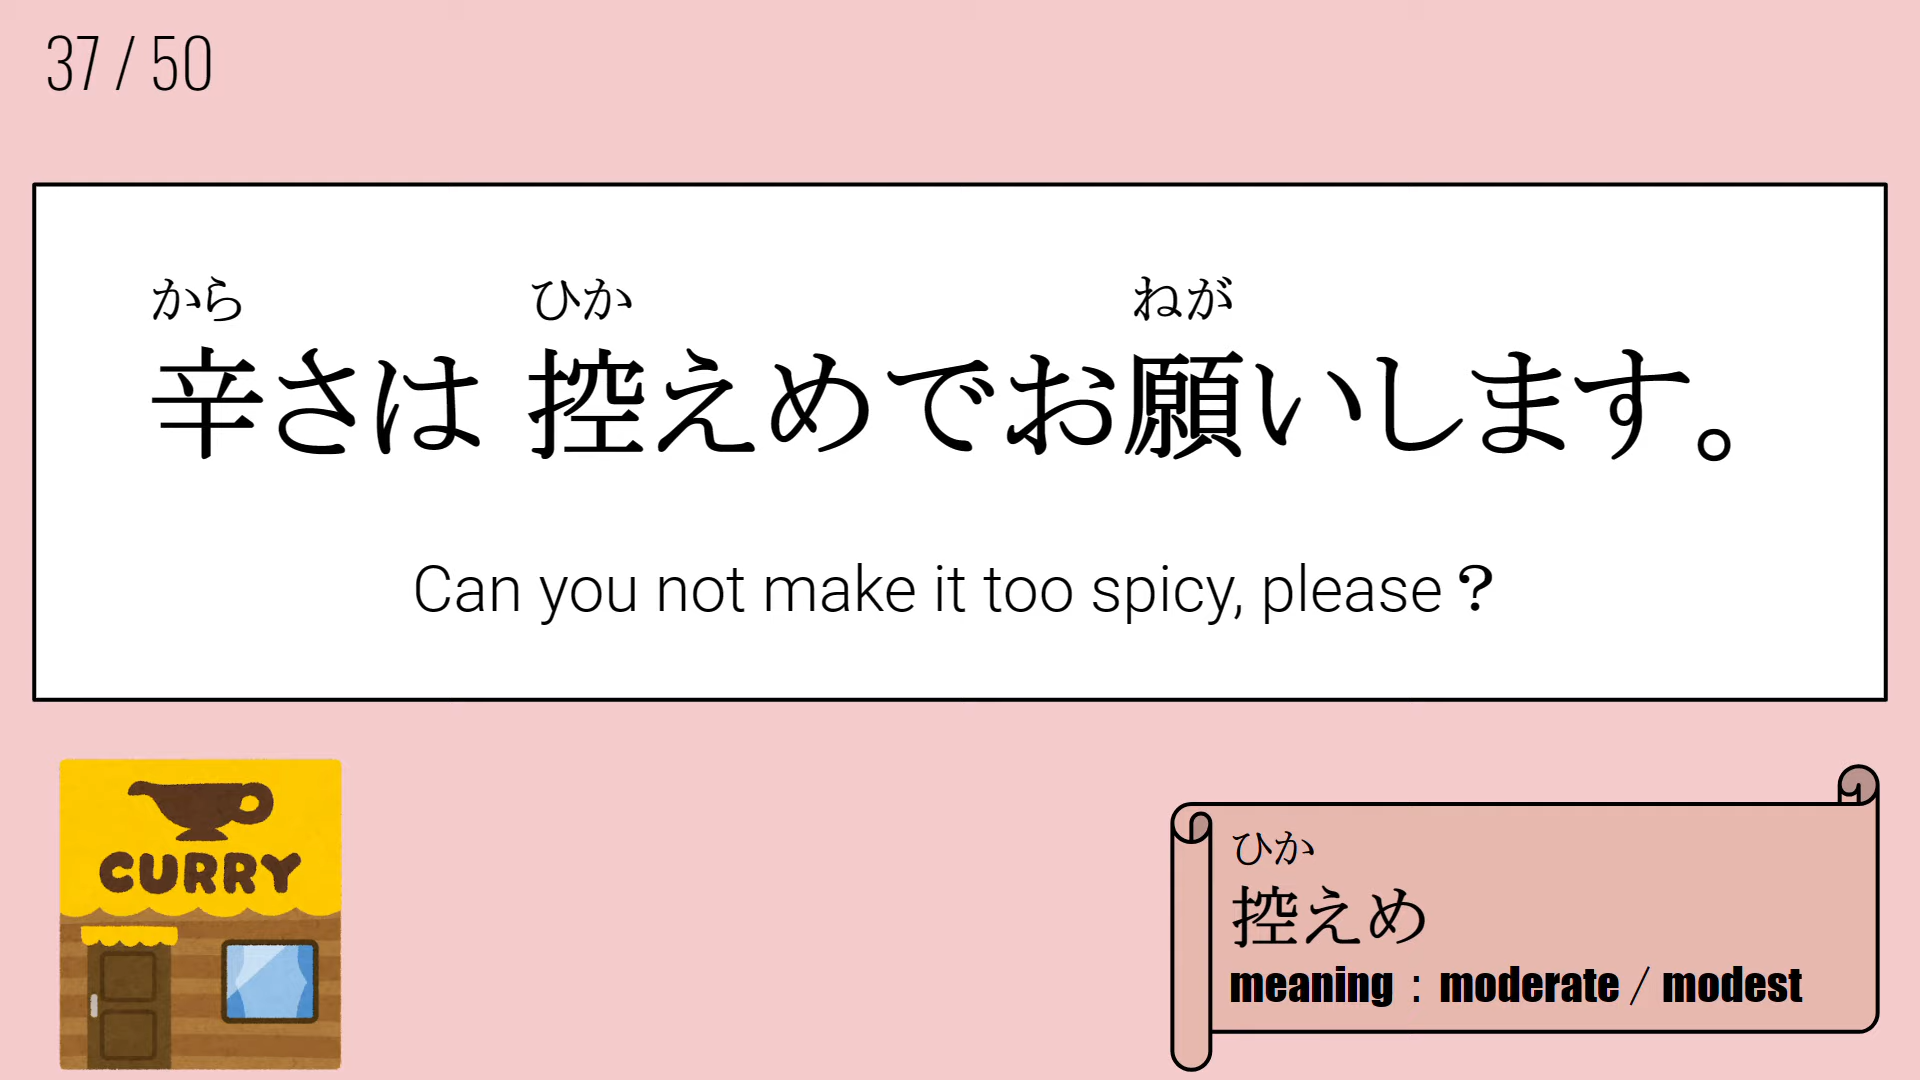 37 / 50
から ひか ねが
辛さは 控えめでお願いします。
Can you not make it too spicy, please？
CURRY
ひか
控えめ
meaning：moderate / modest